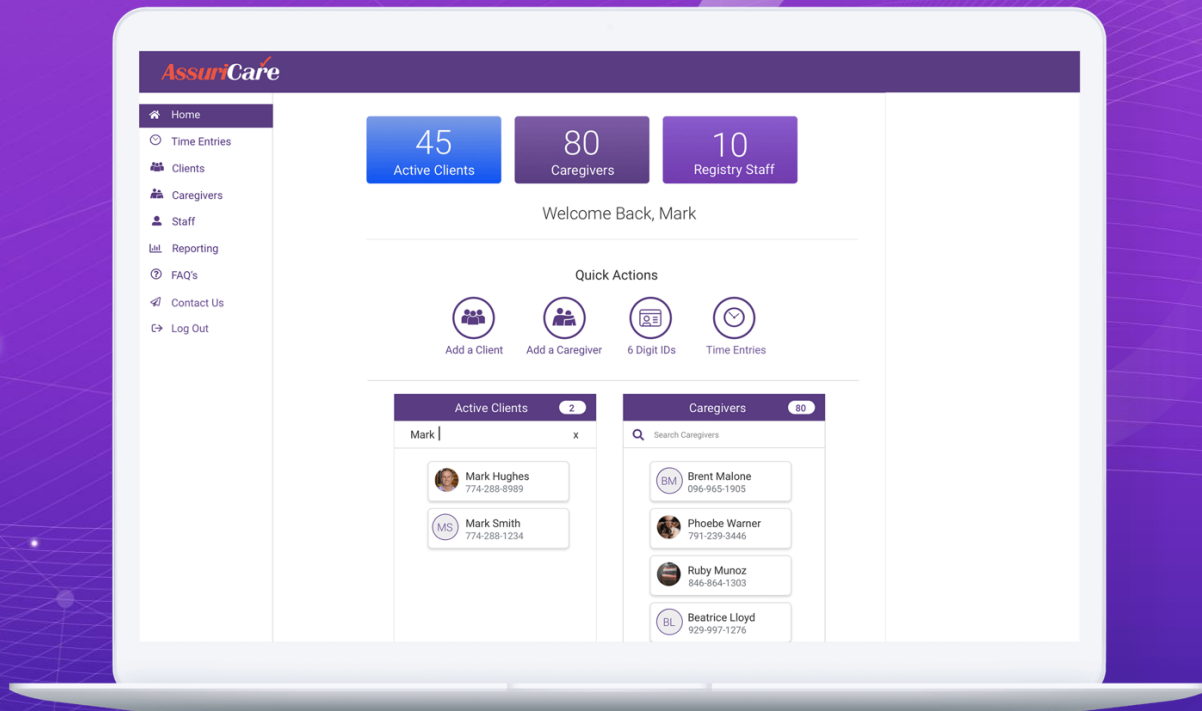 AssuriCare
Home
Time Entries
Clients
Caregivers
Staff
Reporting
FAQ's
Contact Us
Log Out
45
Active Clients
80
Caregivers
10
Registry Staff
Welcome Back, Mark
Quick Actions
Add a Client
Add a Caregiver
6 Digit IDs
Time Entries
Active Clients 2
Mark x
Mark Hughes
774-288-8989
MS
Mark Smith
774-288-1234
Caregivers 80
Search Caregivers
BM
Brent Malone
096-965-1905
Phoebe Warner
791-239-3446
Ruby Munoz
846-864-1303
BL
Beatrice Lloyd
929-997-1276